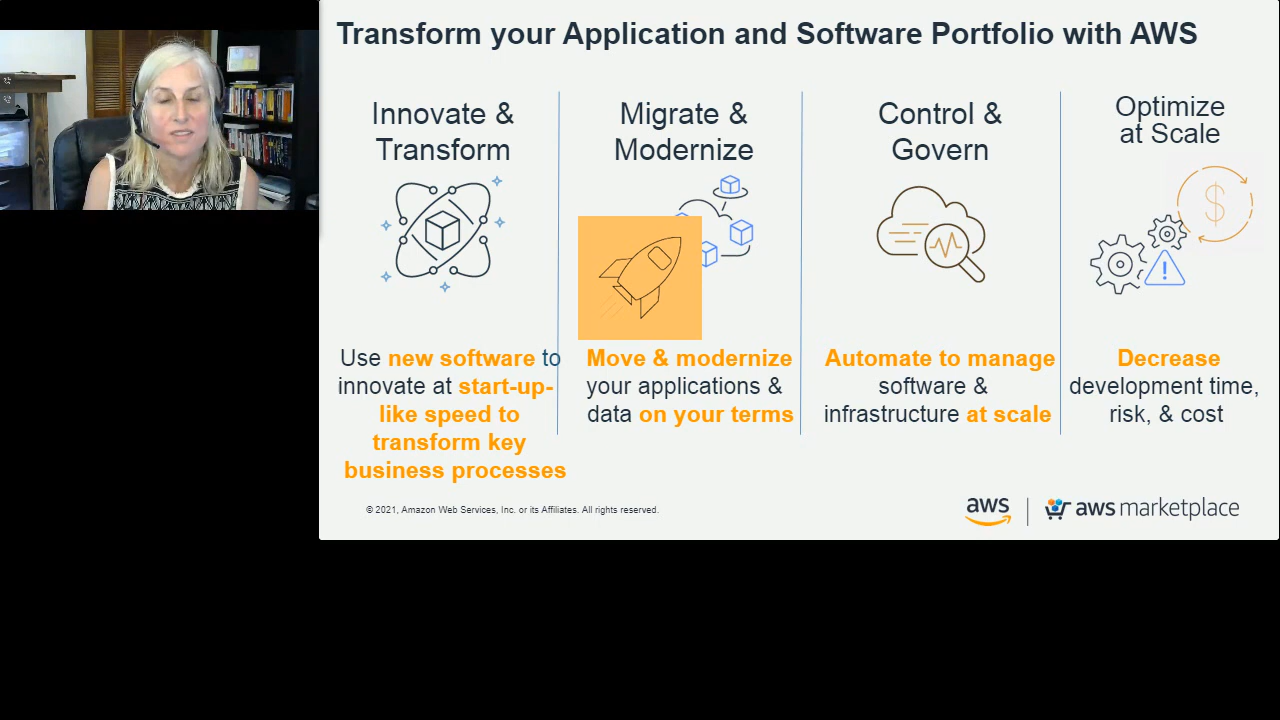 Transform your Application and Software Portfolio with AWS
Innovate &
Transform
Use new software to
innovate at start-up-
like speed to
transform key
business processes
Migrate &
Modernize
Move & modernize
your applications &
data on your terms
Control &
Govern
Automate to manage
software &
infrastructure at scale
Optimize
at Scale
$
!
Decrease
development time,
risk, & cost
© 2021, Amazon Web Services, Inc. or its Affiliates. All rights reserved.
aws
aws marketplace